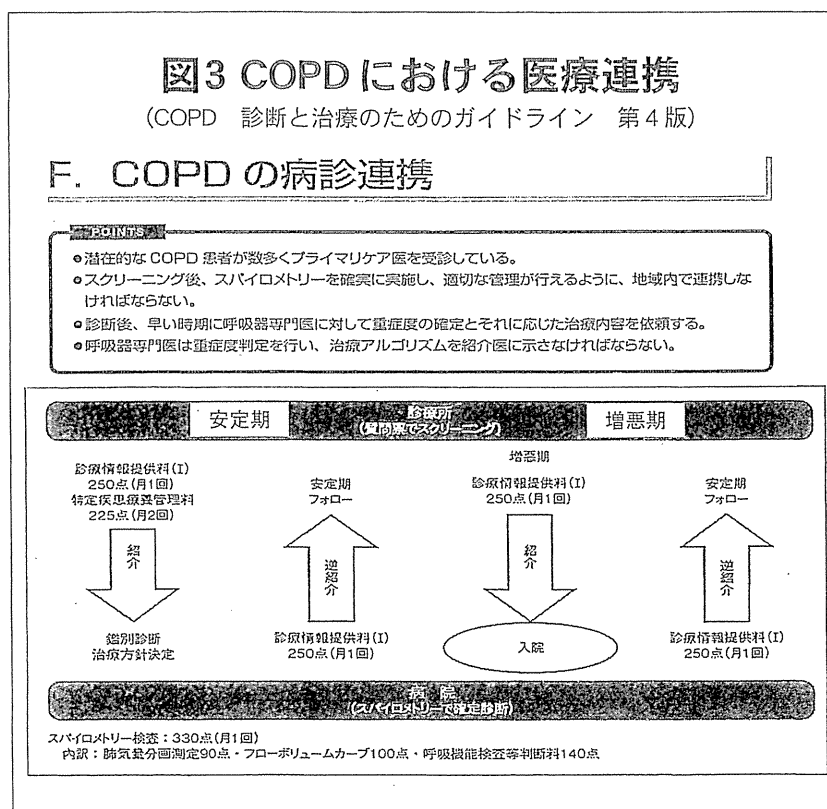 図3 COPDにおける医療連携
(COPD 診断と治療のためのガイドライン 第4版)
F. COPDの病診連携
POINTS
●潜在的なCOPD患者が数多くプライマリケア医を受診している。
●スクリーニング後、スパイロメトリーを確実に実施し、適切な管理が行えるように、地域内で連携しな
ければならない。
●診断後、早い時期に呼吸器専門医に対して重症度の確定とそれに応じた治療内容を依頼する。
●呼吸器専門医は重症度判定を行い、治療アルゴリズムを紹介医に示さなければならない。
安定期
診療所
(質問票でスクリーニング)
増悪期
診療情報提供料(I)
250点(月1回)
特定疾患療養管理料
225点(月2回)
紹介
鑑別診断
治療方針決定
安定期
フォロー
逆紹介
診療情報提供料(I)
250点(月1回)
増悪期
診療情報提供料(I)
250点(月1回)
紹介
入院
安定期
フォロー
逆紹介
診療情報提供料(I)
250点(月1回)
病院
(スパイロメトリーで確定診断)
スパイロメトリー検査:330点(月1回)
内訳:肺気量分画測定90点・フローボリュームカーブ100点・呼吸機能検査等判断料140点